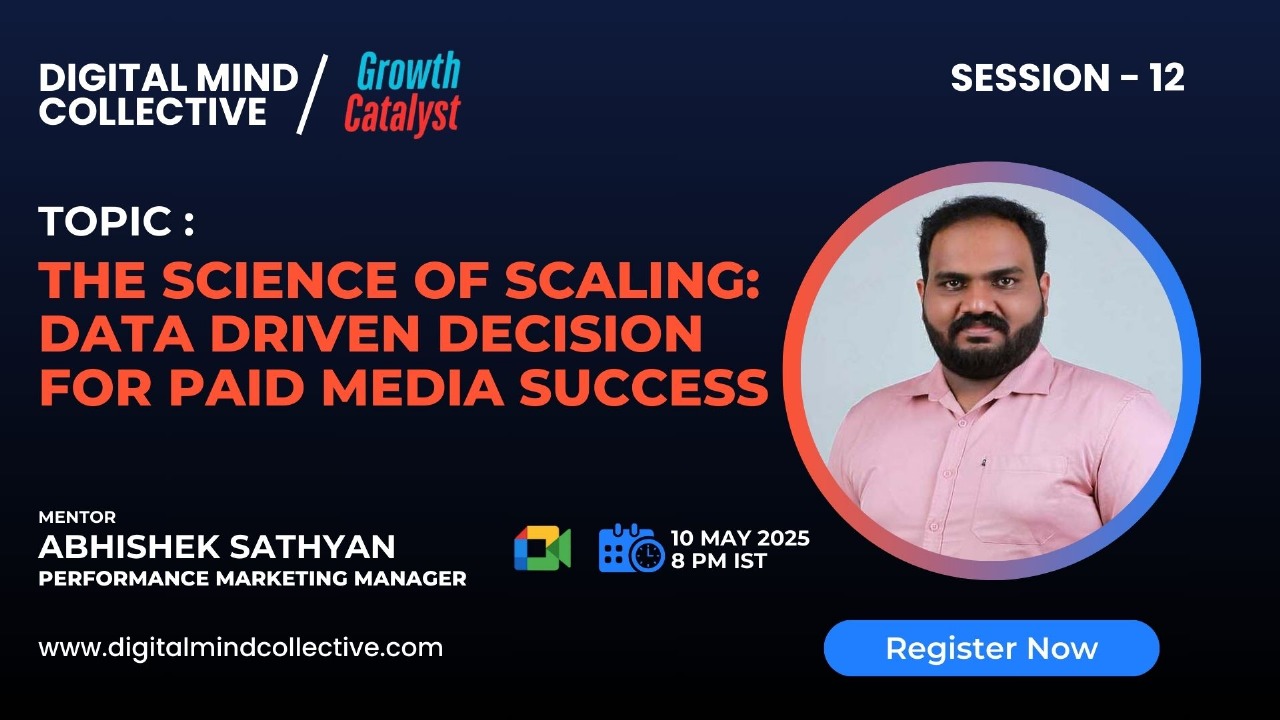 DIGITAL MIND
COLLECTIVE
Growth
Catalyst
SESSION - 12
TOPIC :
THE SCIENCE OF SCALING:
DATA DRIVEN DECISION
FOR PAID MEDIA SUCCESS
MENTOR
ABHISHEK SATHYAN
PERFORMANCE MARKETING MANAGER
10 MAY 2025
8 PM IST
www.digitalmindcollective.com
Register Now